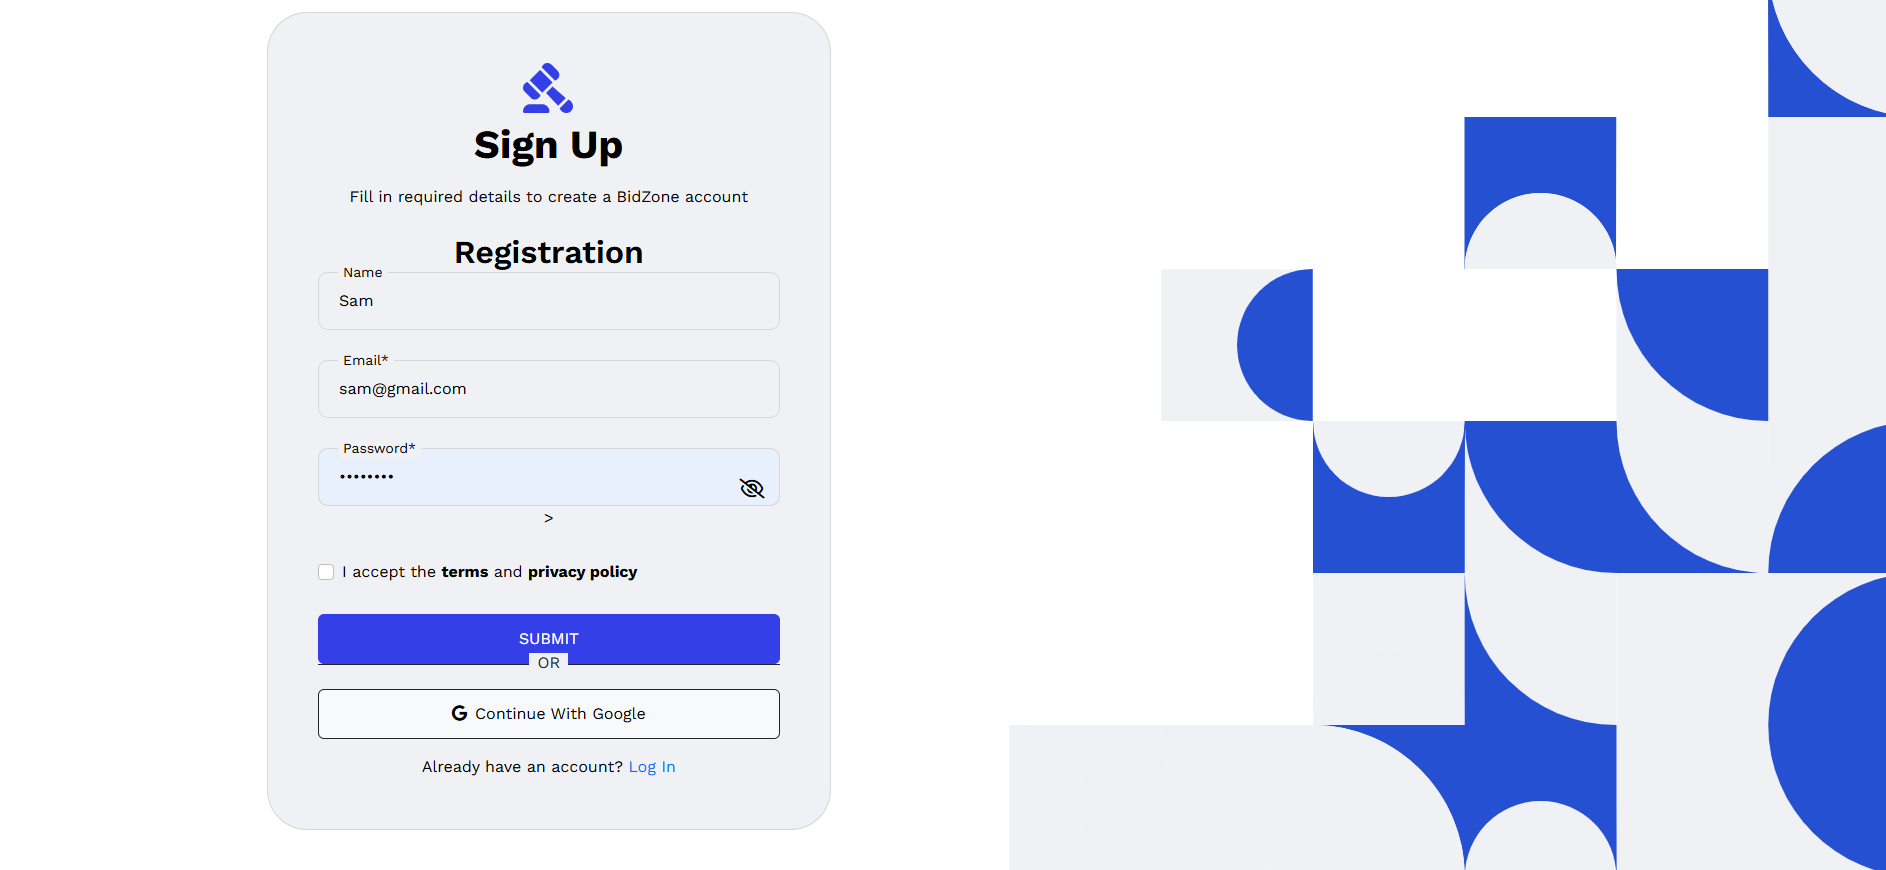 Sign Up
Fill in required details to create a BidZone account
Registration
Name
Sam
Email*
sam@gmail.com
Password*
••••••••
>
I accept the terms and privacy policy
SUBMIT
OR
G Continue With Google
Already have an account? Log In